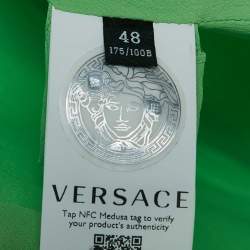 48
175/100B
VERSACE
Tap NFC Medusa tag to verify
your product's authenticity